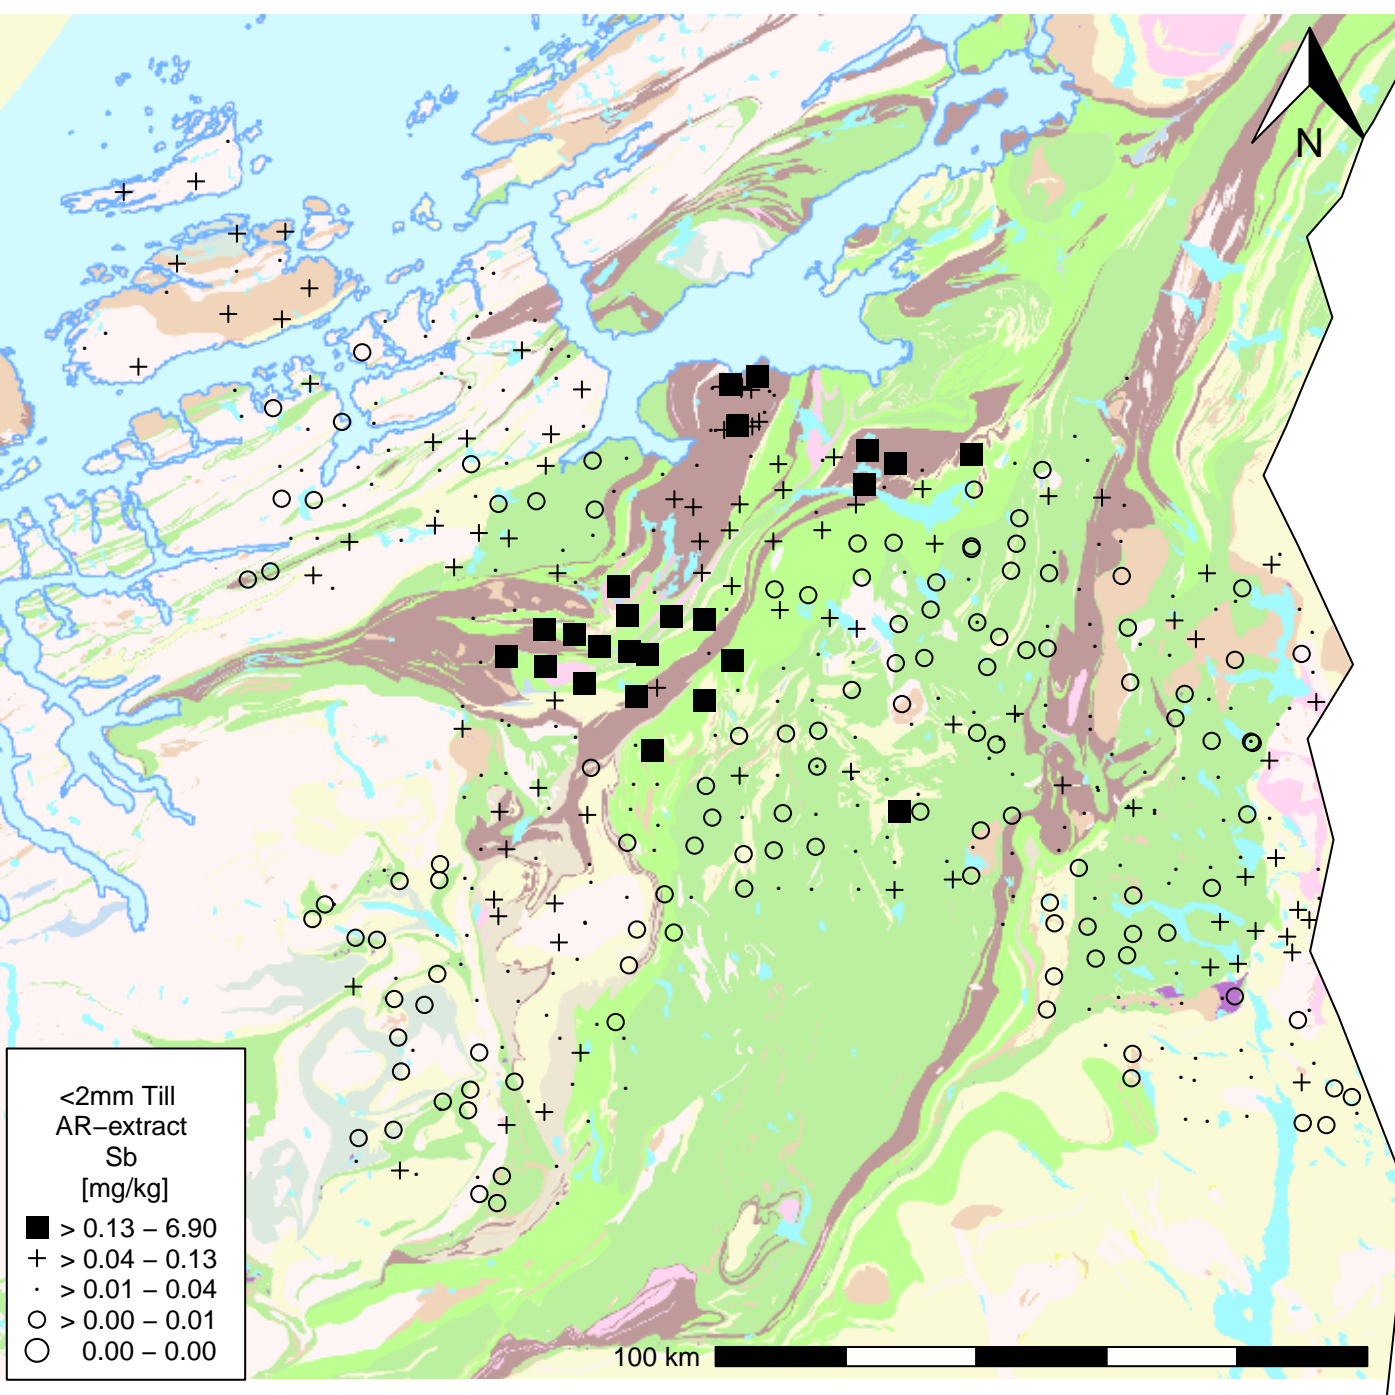 N
<2mm Till
AR−extract
Sb
[mg/kg]
> 0.13 − 6.90
> 0.04 − 0.13
> 0.01 − 0.04
> 0.00 − 0.01
0.00 − 0.00
100 km